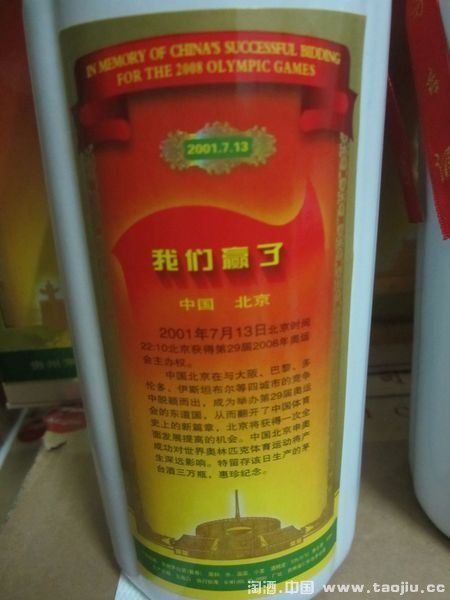 IN MEMORY OF CHINA'S SUCCESSFUL BIDDING
FOR THE 2008 OLYMPIC GAMES
2001.7.13
我们赢了
中国 北京
2001年7月13日北京时间
22:10北京获得第29届2008年奥运
会主办权。
中国北京在与大阪、巴黎、多
伦多、伊斯坦布尔等四城市的竞争
中脱颖而出，成为举办第29届奥运
会的东道国，从而翻开了中国体育
史上的新篇章，北京将获得一次全
面发展提高的机会。中国北京申奥
成功对世界奥林匹克体育运动将产
生深远影响。特留存该日生产的茅
台酒三万瓶，惠珍纪念。
淘酒.中国 www.taojiu.cc